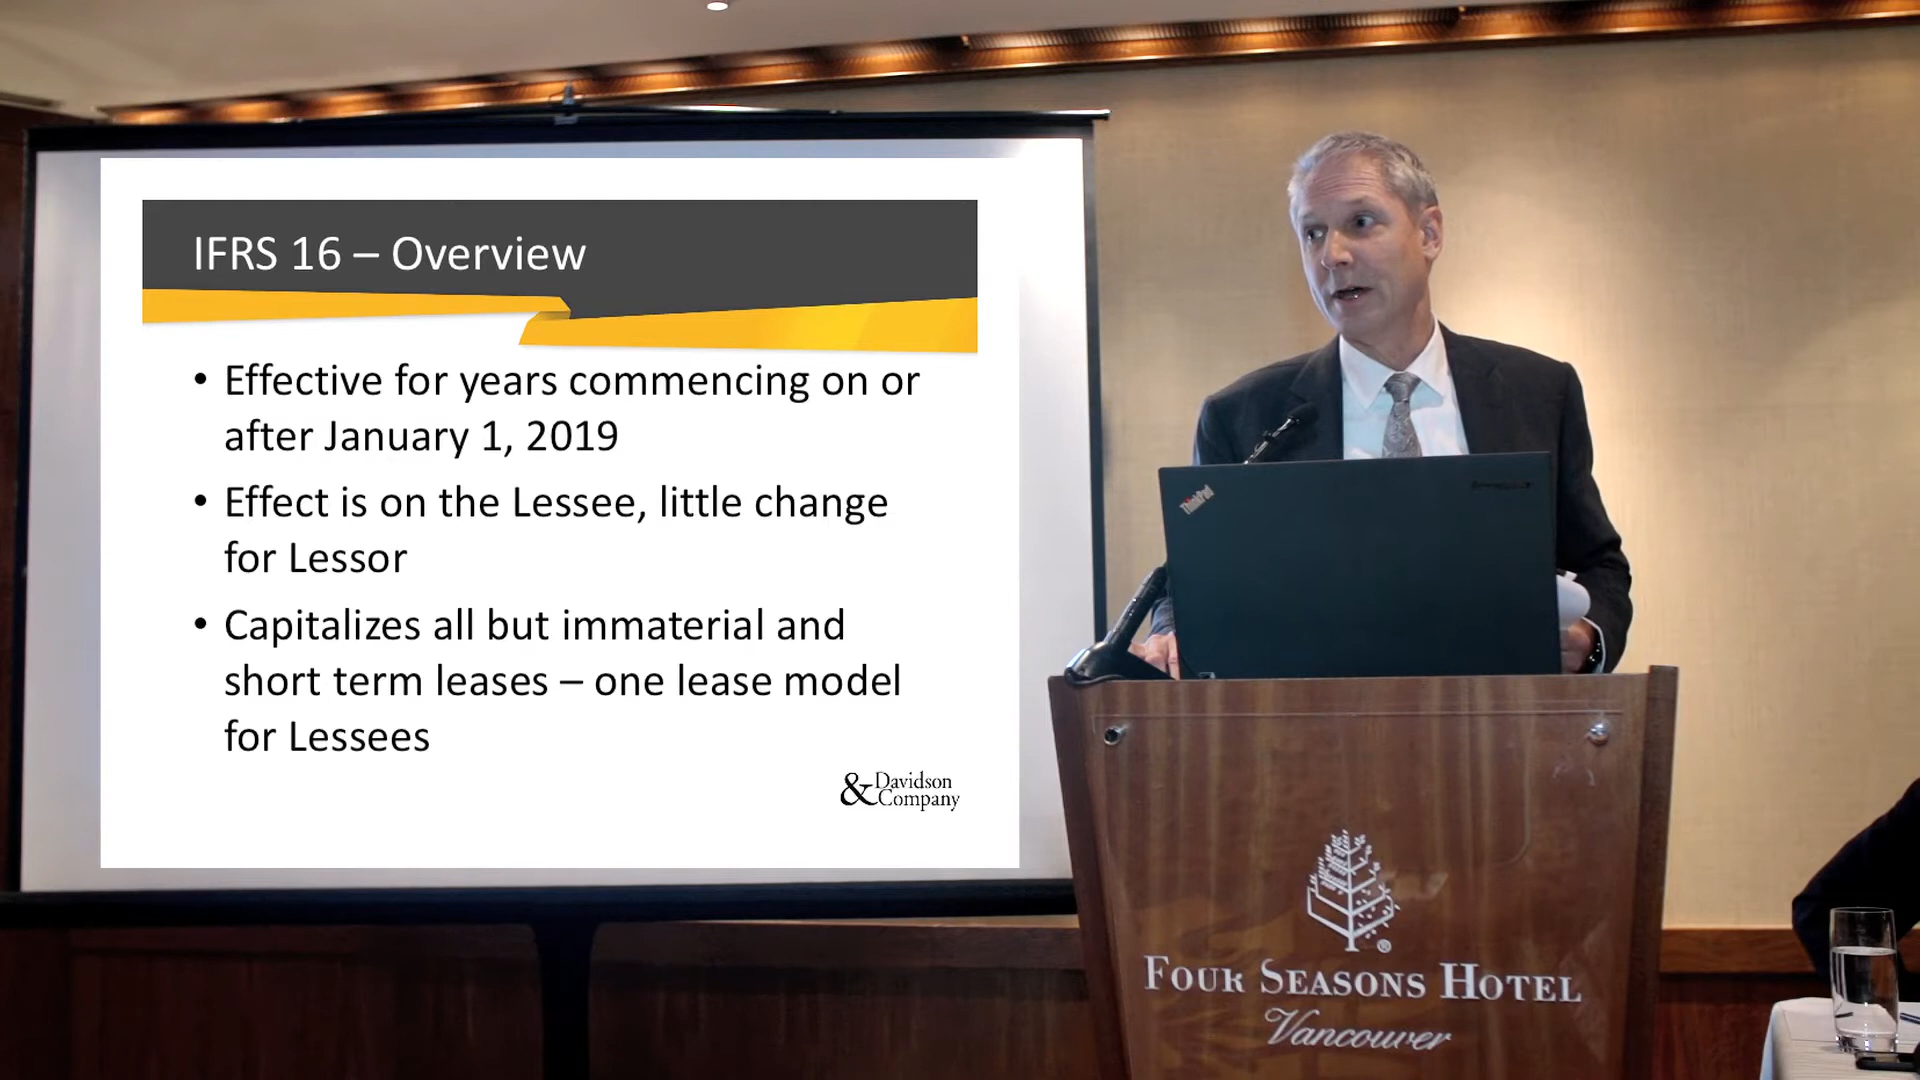 IFRS 16 – Overview
• Effective for years commencing on or
after January 1, 2019
• Effect is on the Lessee, little change
for Lessor
• Capitalizes all but immaterial and
short term leases – one lease model
for Lessees
& Davidson
Company
ThinkPad
®
FOUR SEASONS HOTEL
Vancouver